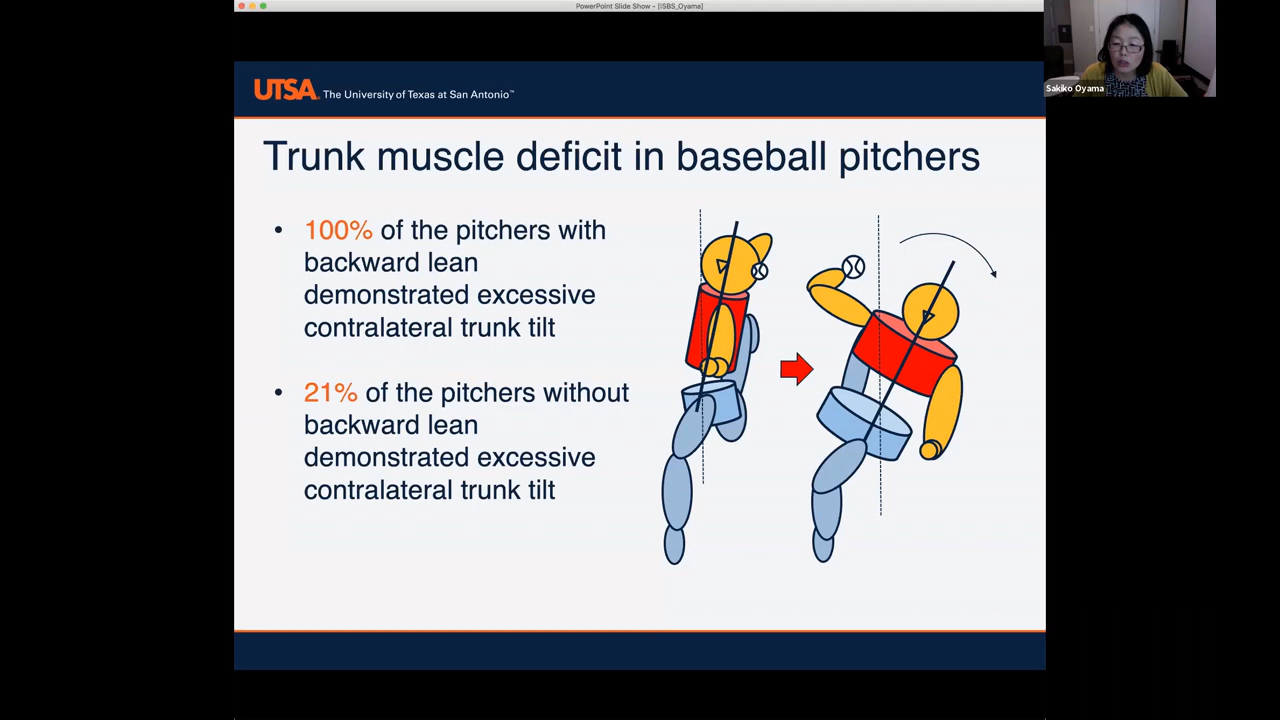 PowerPoint Slide Show - [ISBS_Oyama]
Sakiko Oyama
UTSA. The University of Texas at San Antonio™
Trunk muscle deficit in baseball pitchers
• 100% of the pitchers with
backward lean
demonstrated excessive
contralateral trunk tilt
• 21% of the pitchers without
backward lean
demonstrated excessive
contralateral trunk tilt